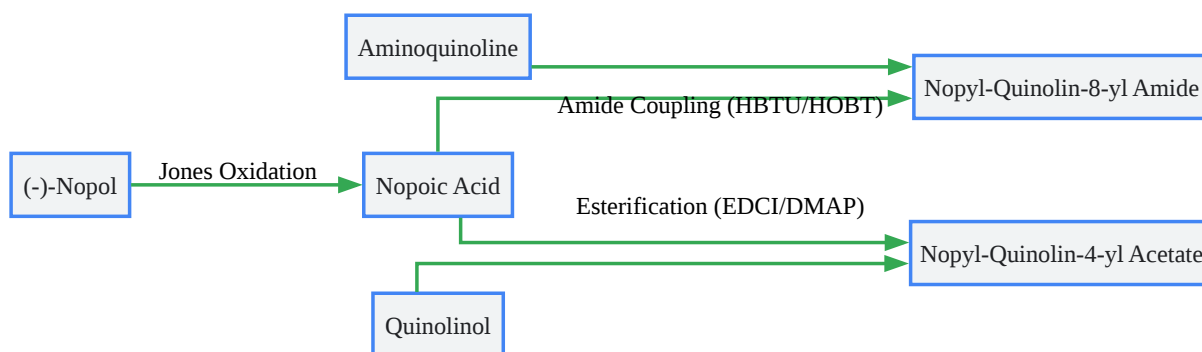 Aminoquinoline
Nopyl-Quinolin-8-yl Amide
Amide Coupling (HBTU/HOBT)
(-)-Nopol
Jones Oxidation
Nopoic Acid
Esterification (EDCI/DMAP)
Nopyl-Quinolin-4-yl Acetate
Quinolinol